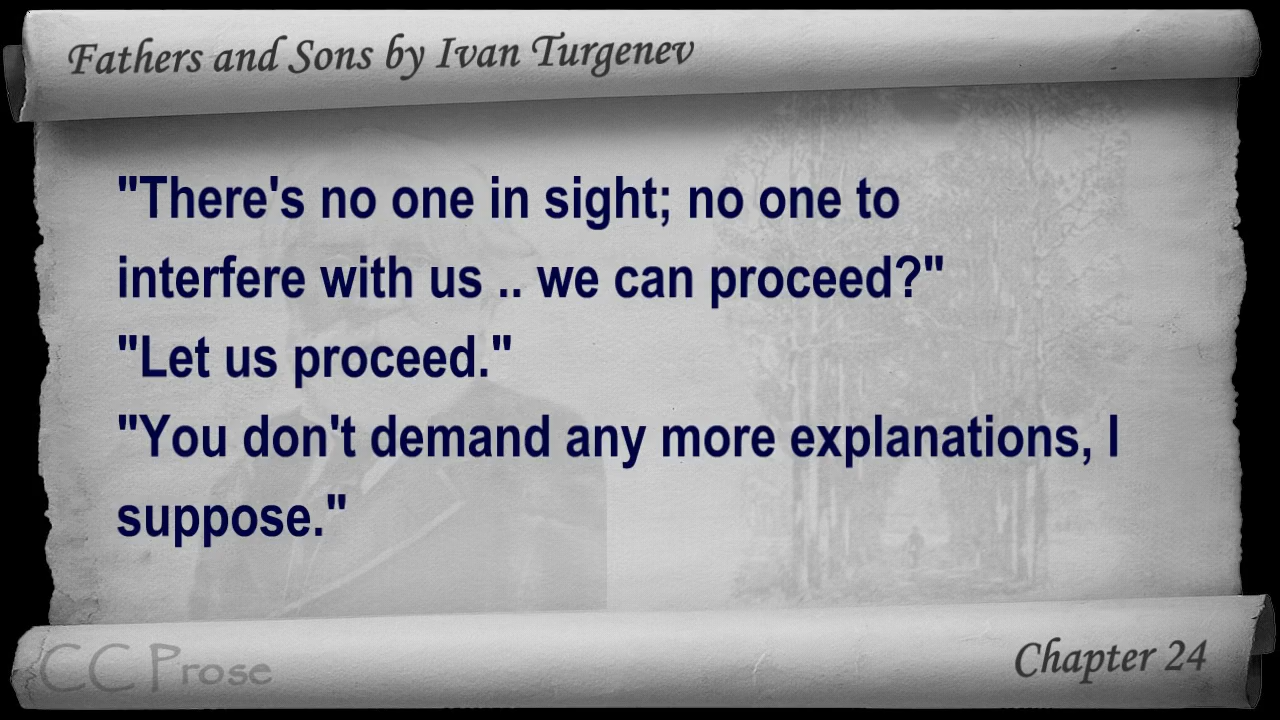 Fathers and Sons by Ivan Turgenev
"There's no one in sight; no one to
interfere with us .. we can proceed?"
"Let us proceed."
"You don't demand any more explanations, I
suppose."
CC Prose
Chapter 24